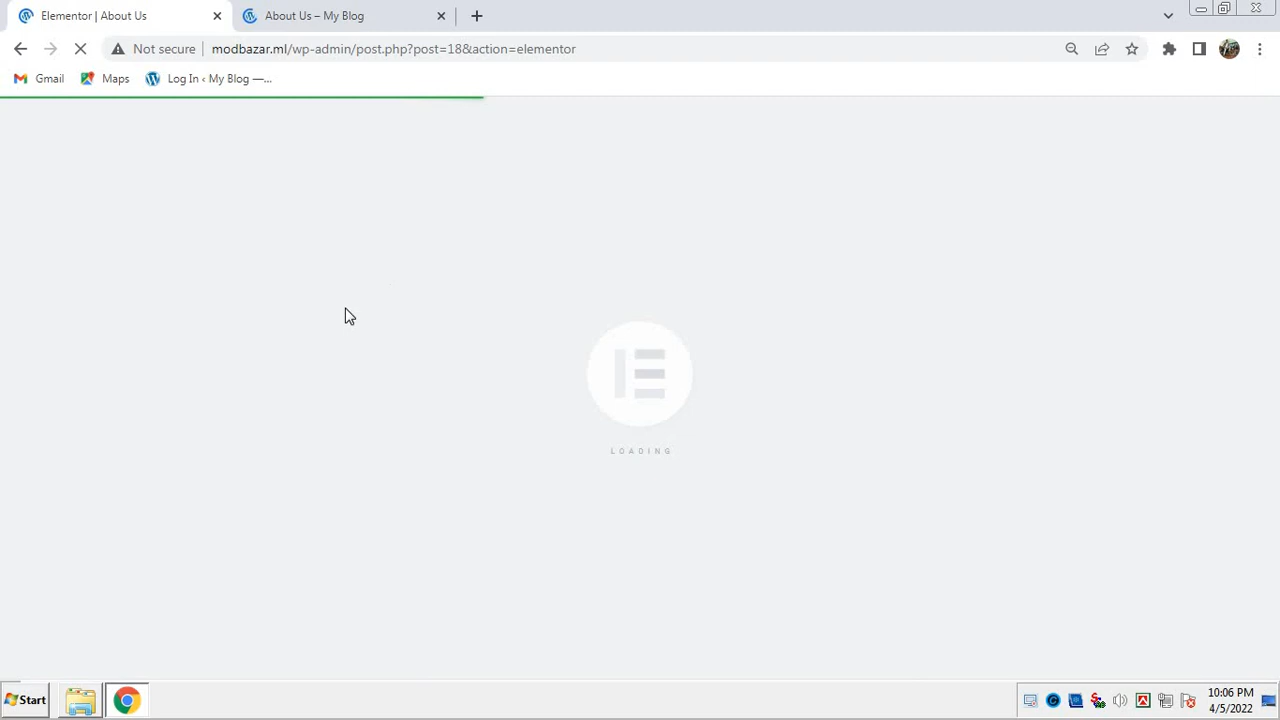 Elementor | About Us
About Us – My Blog
Not secure
modbazar.ml/wp-admin/post.php?post=18&action=elementor
Gmail
Maps
Log In ‹ My Blog —...
LOADING
Start
10:06 PM
4/5/2022